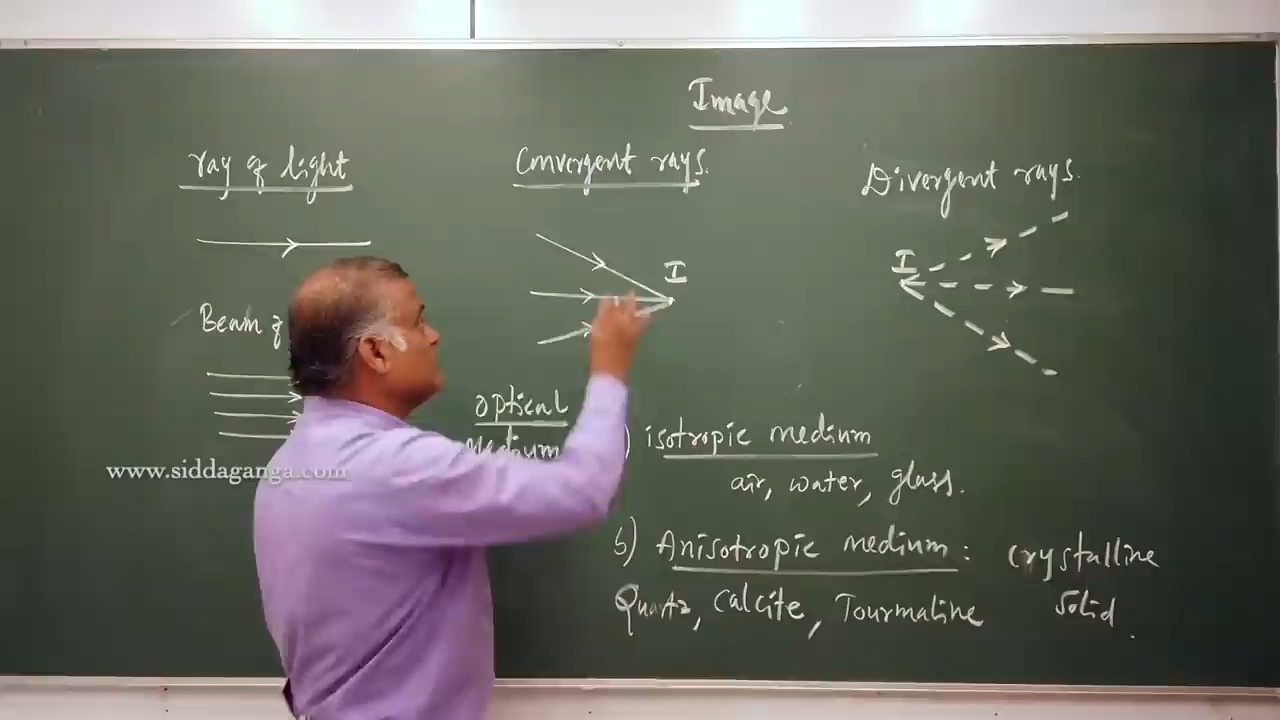 Image
ray of light
Convergent rays.
Divergent rays.
I
I
Beam of
optical
Medium
) isotropic medium
air, water, glass.
b) Anisotropic medium : crystalline
Quartz, Calcite, Tourmaline solid.
www.siddaganga.com